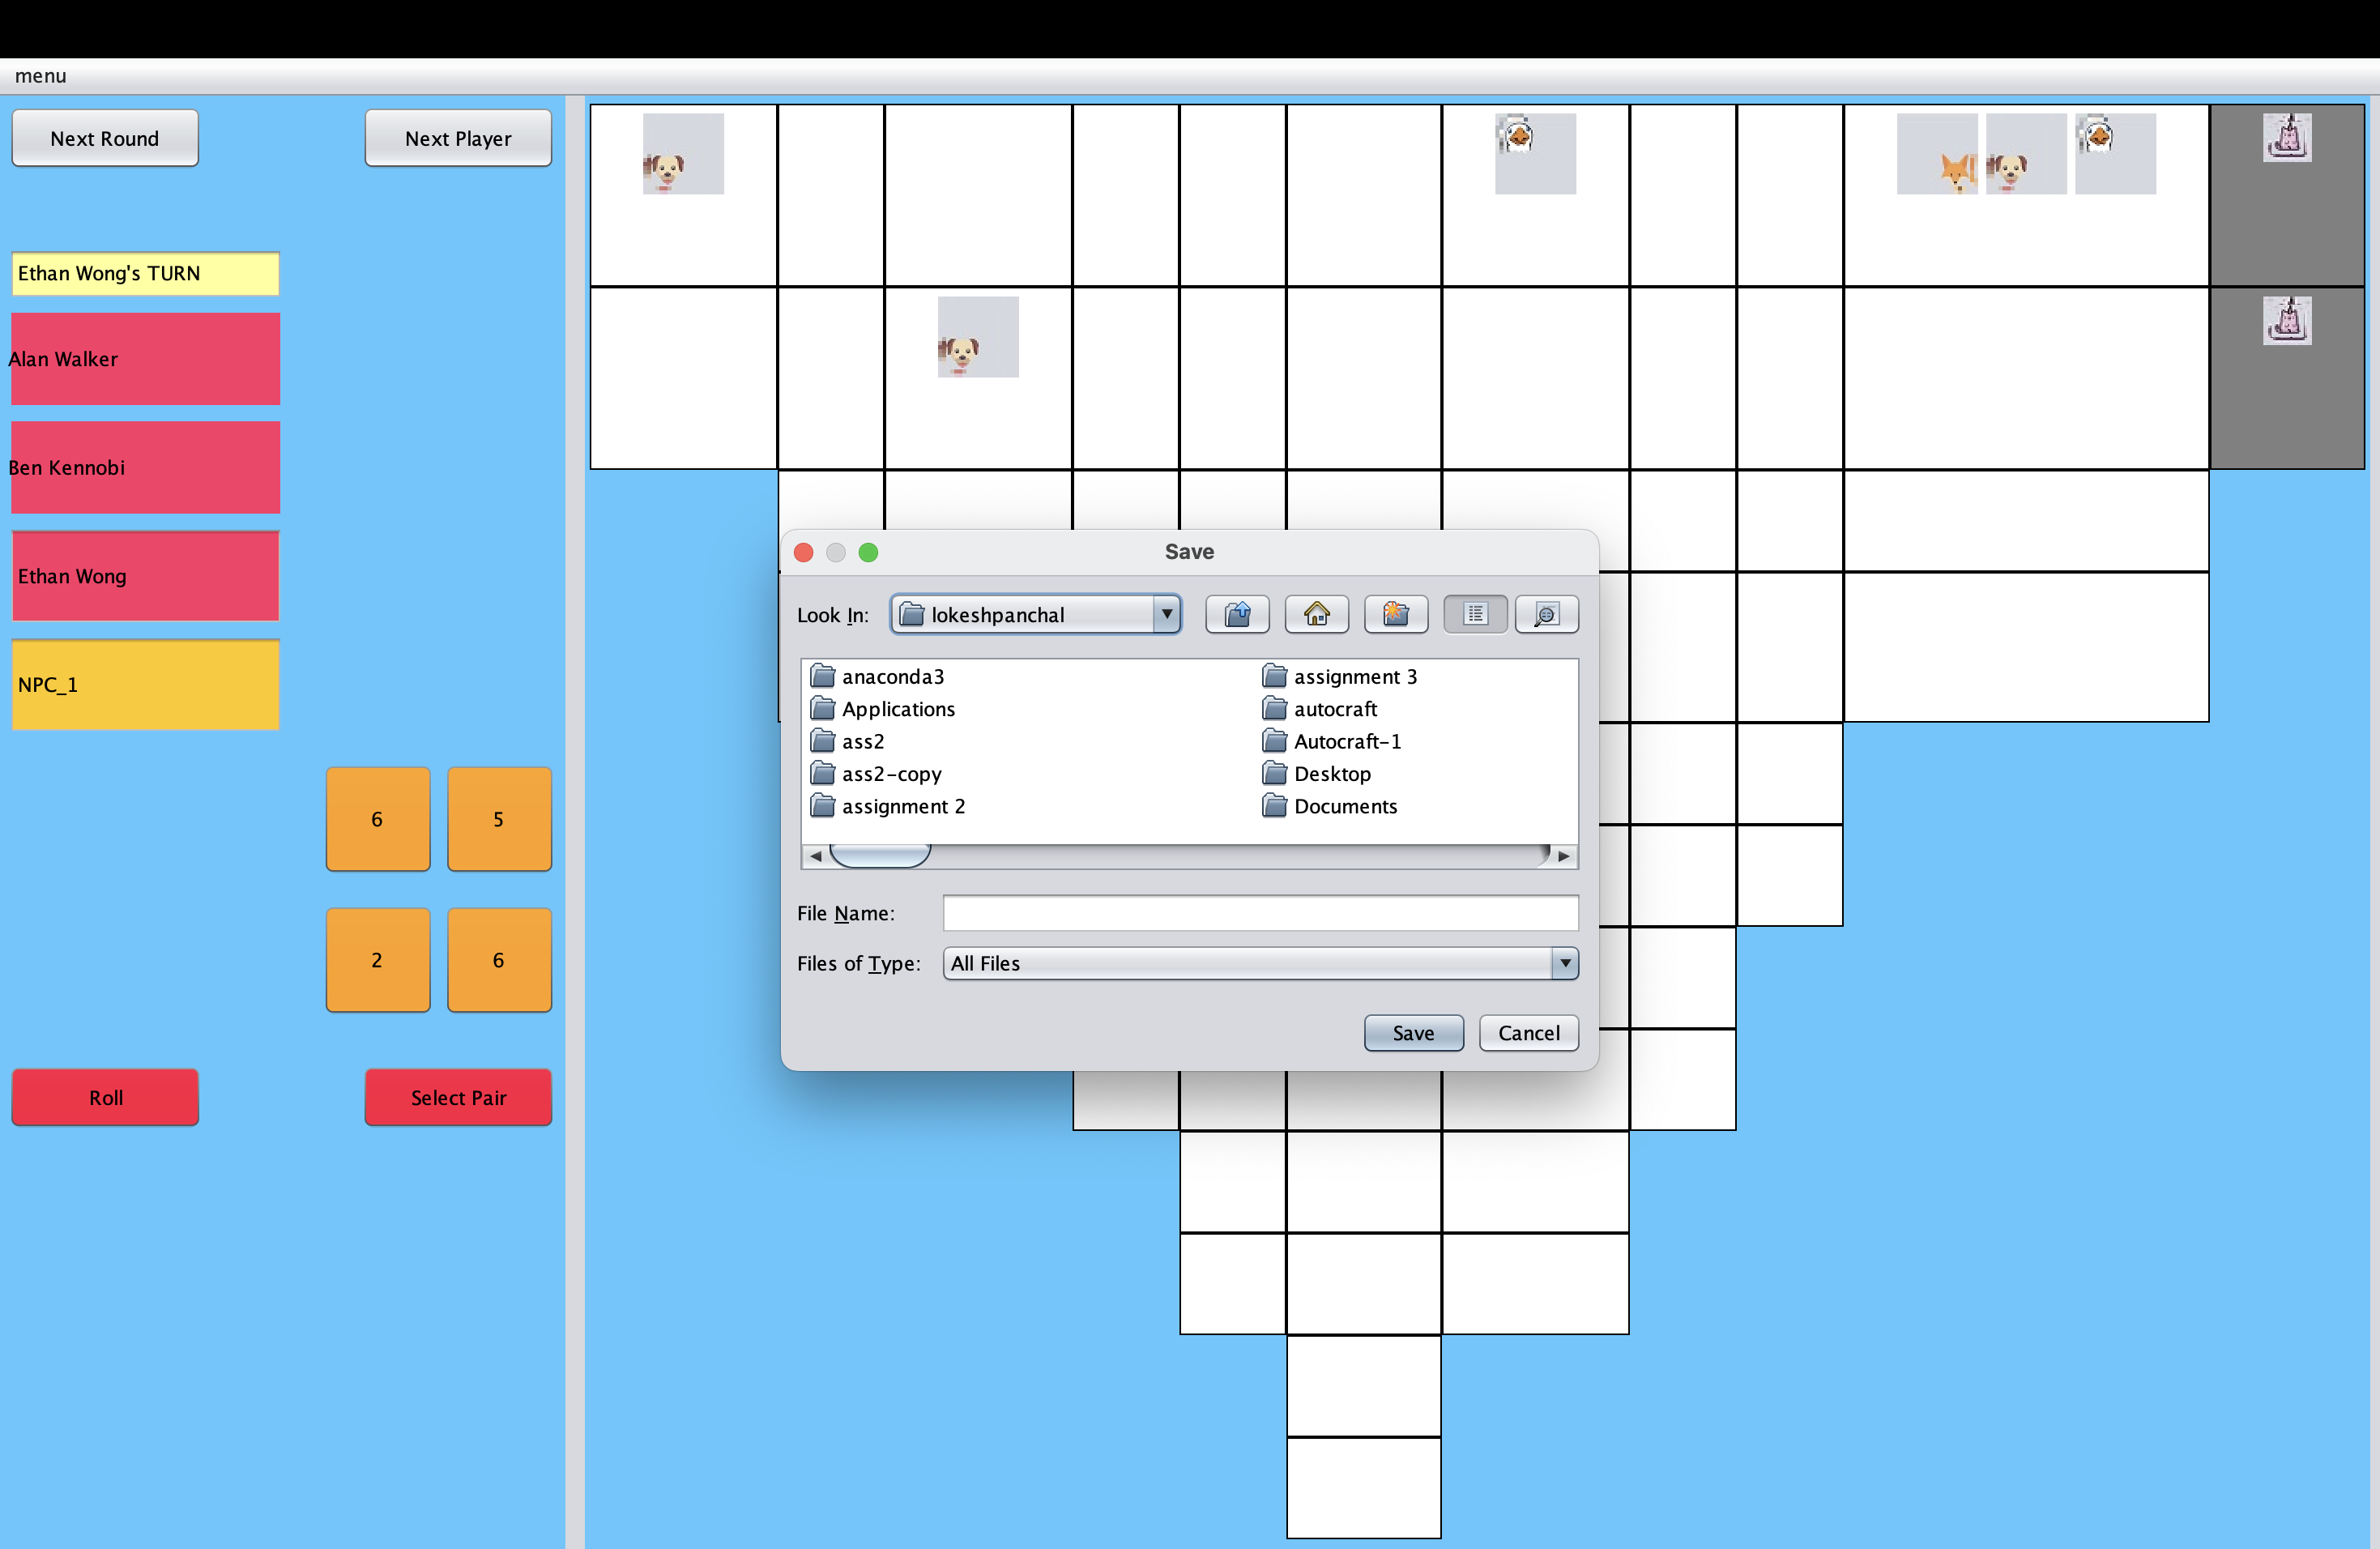 menu
Next Round
Next Player
Ethan Wong's TURN
Alan Walker
Ben Kennobi
Ethan Wong
NPC_1
6
5
2
6
Roll
Select Pair
Save
Look In:
lokeshpanchal
anaconda3
Applications
ass2
ass2-copy
assignment 2
assignment 3
autocraft
Autocraft-1
Desktop
Documents
File Name:
Files of Type:
All Files
Save
Cancel